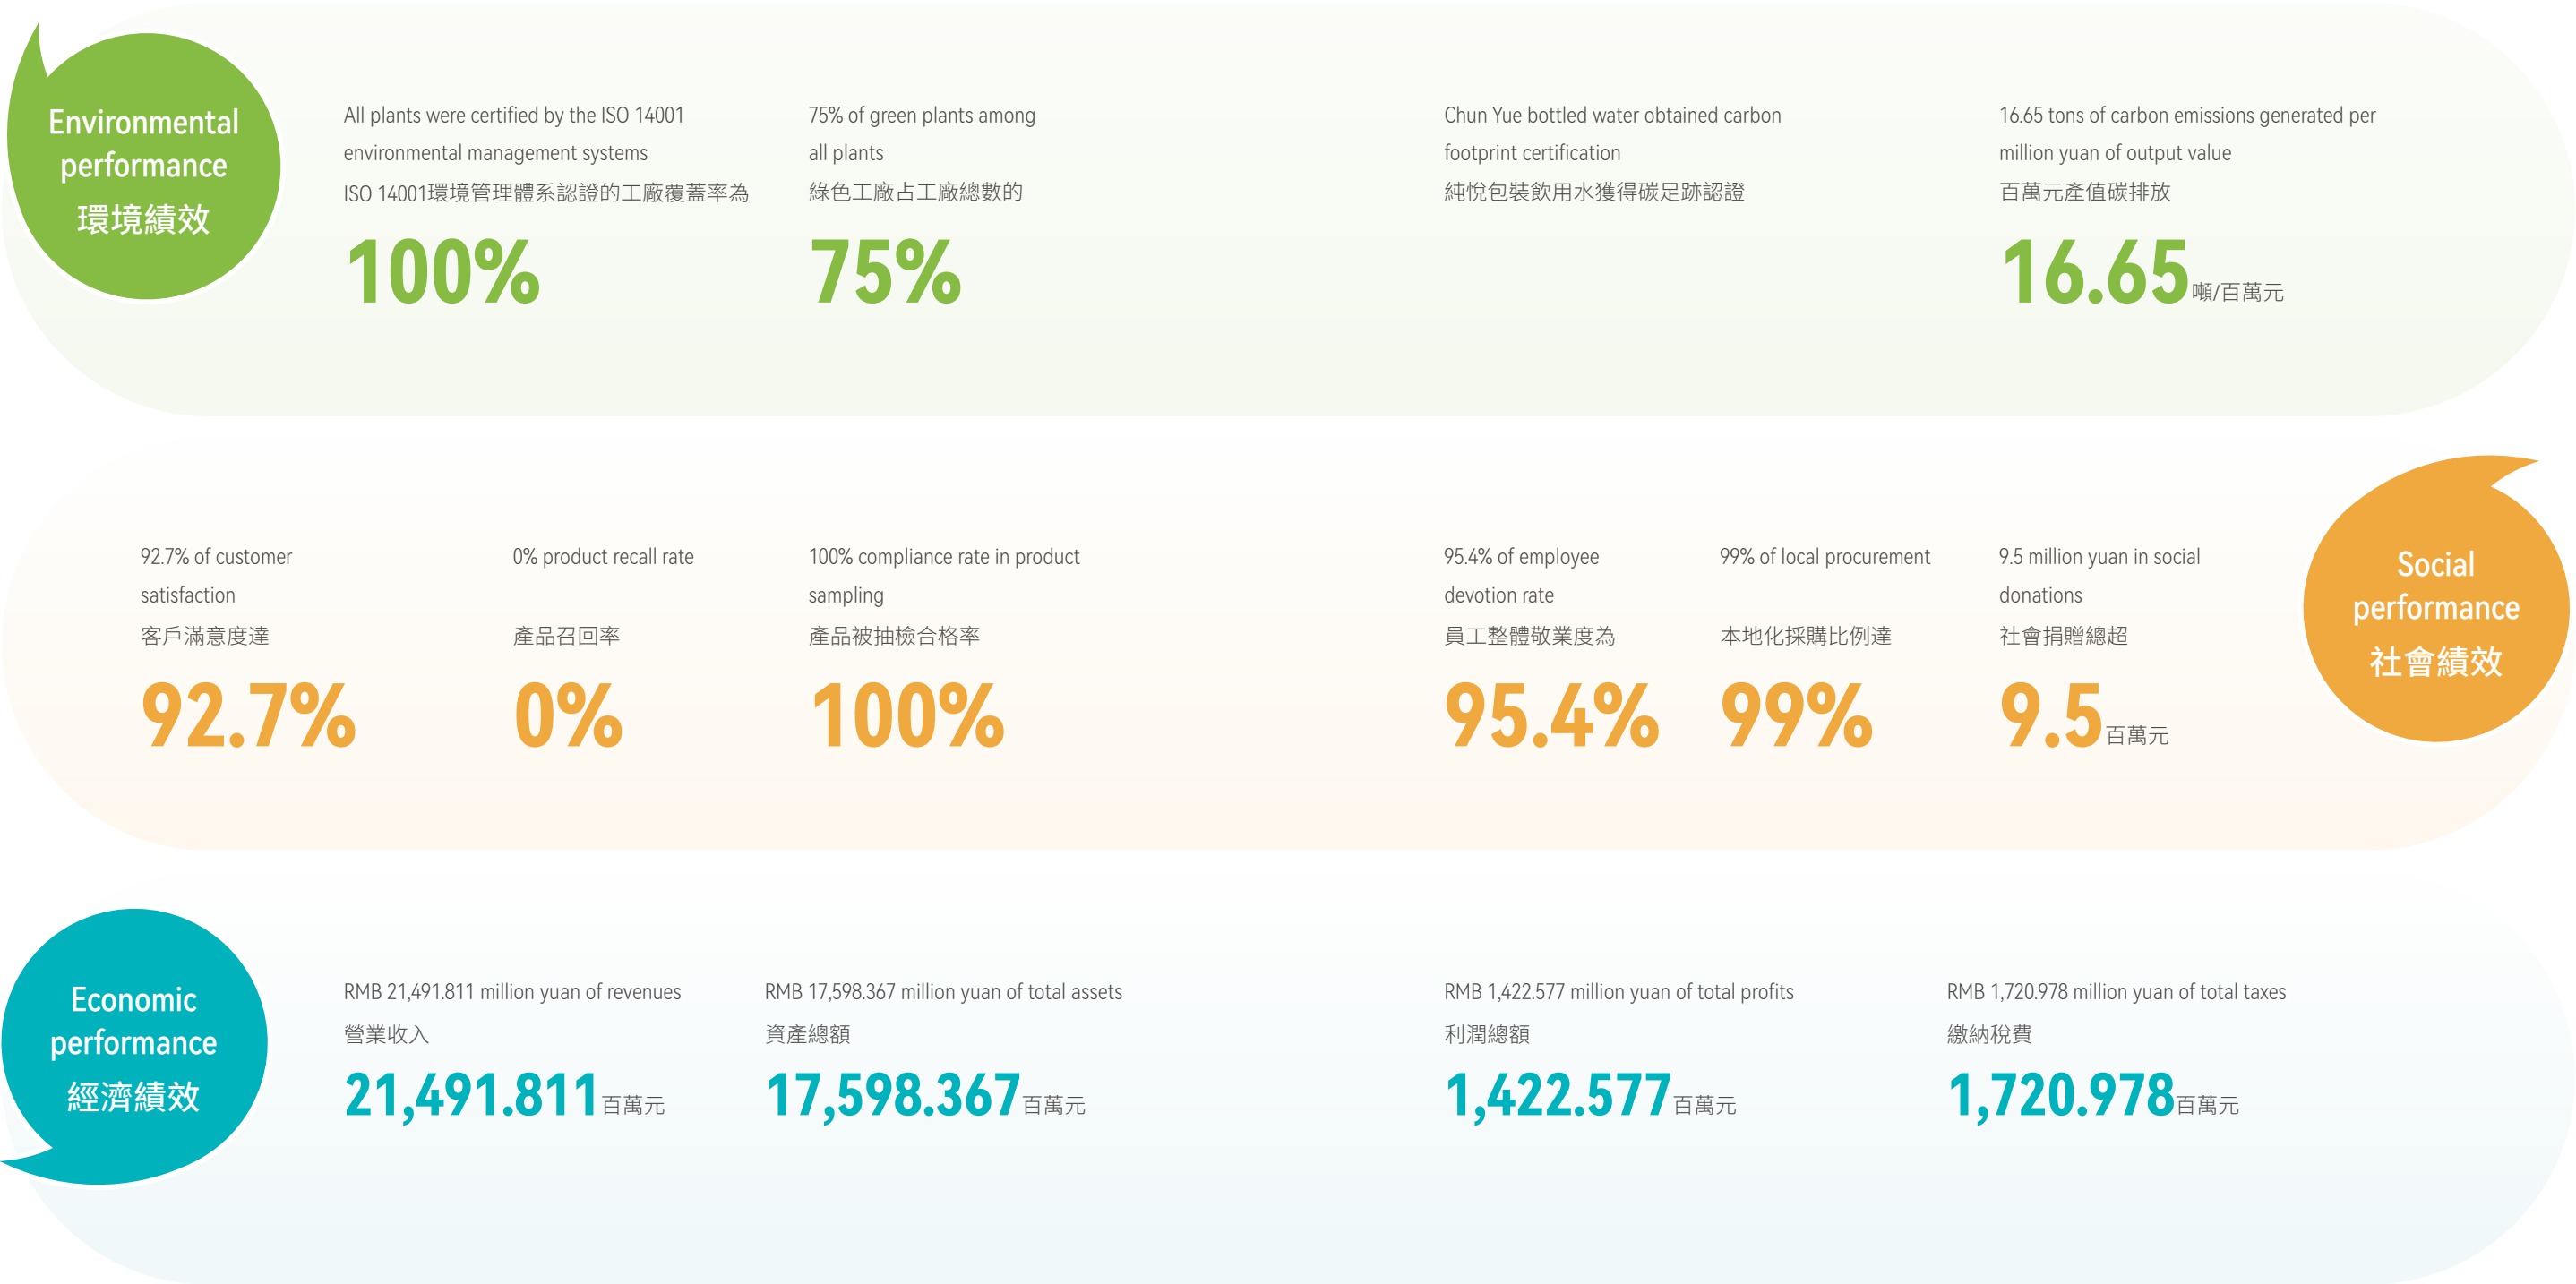 Environmental
performance
環境績效
All plants were certified by the ISO 14001
environmental management systems
ISO 14001環境管理體系認證的工廠覆蓋率為
100%
75% of green plants among
all plants
綠色工廠占工廠總數的
75%
Chun Yue bottled water obtained carbon
footprint certification
純悅包裝飲用水獲得碳足跡認證
16.65 tons of carbon emissions generated per
million yuan of output value
百萬元產值碳排放
16.65噸/百萬元
92.7% of customer
satisfaction
客戶滿意度達
92.7%
0% product recall rate
產品召回率
0%
100% compliance rate in product
sampling
產品被抽檢合格率
100%
95.4% of employee
devotion rate
員工整體敬業度為
95.4%
99% of local procurement
本地化採購比例達
99%
9.5 million yuan in social
donations
社會捐贈總超
9.5百萬元
Social
performance
社會績效
Economic
performance
經濟績效
RMB 21,491.811 million yuan of revenues
營業收入
21,491.811百萬元
RMB 17,598.367 million yuan of total assets
資產總額
17,598.367百萬元
RMB 1,422.577 million yuan of total profits
利潤總額
1,422.577百萬元
RMB 1,720.978 million yuan of total taxes
繳納稅費
1,720.978百萬元